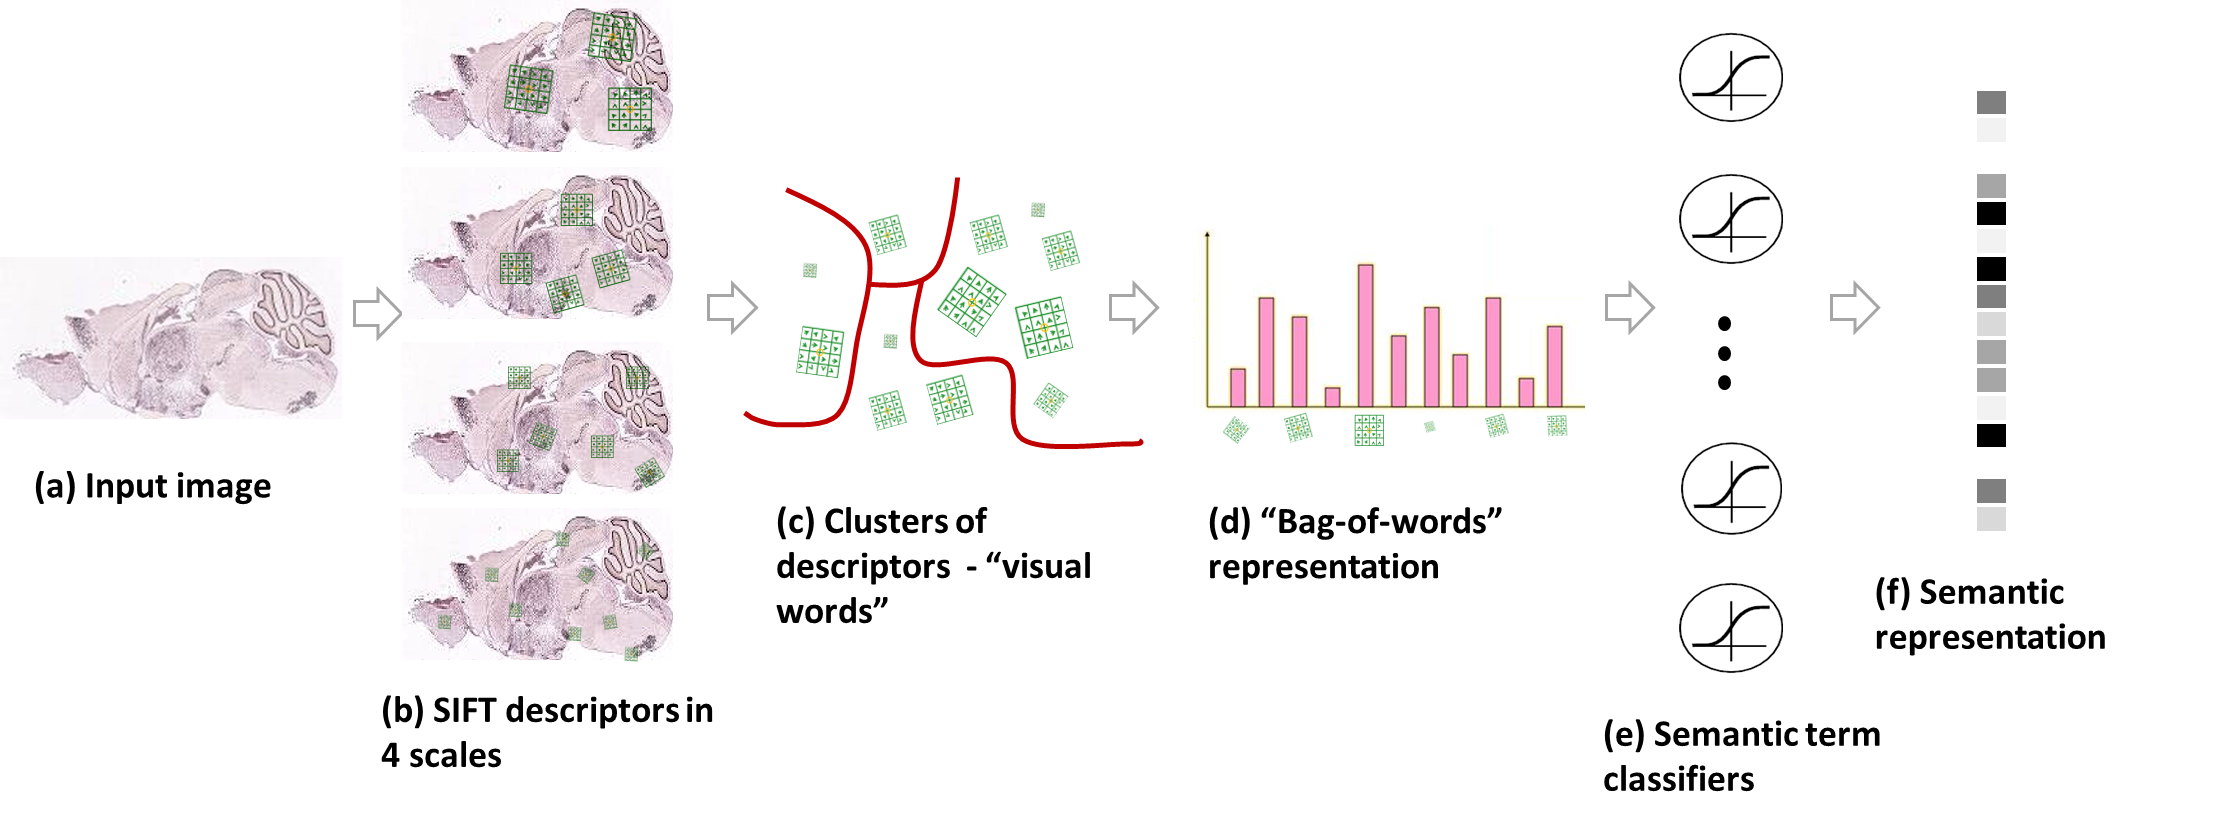 (a) Input image
(b) SIFT descriptors in
4 scales
(c) Clusters of
descriptors - “visual
words”
(d) “Bag-of-words”
representation
(e) Semantic term
classifiers
(f) Semantic
representation